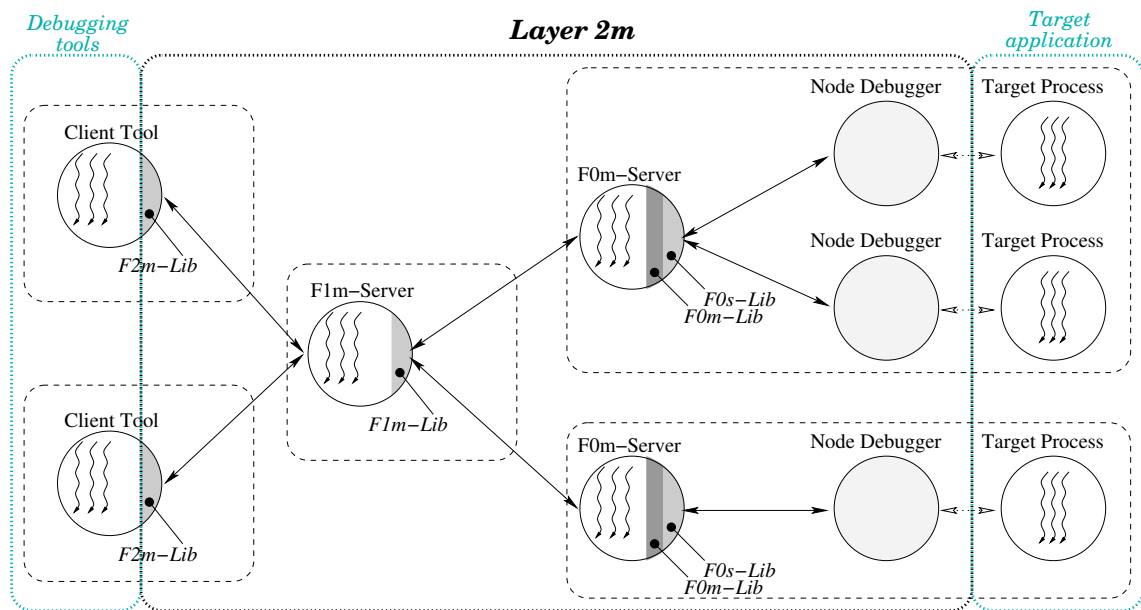 Debugging
tools
Layer 2m
Target
application
Client Tool
F2m−Lib
Client Tool
F2m−Lib
F1m−Server
F1m−Lib
F0m−Server
F0s−Lib
F0m−Lib
Node Debugger
Target Process
Node Debugger
Target Process
F0m−Server
F0s−Lib
F0m−Lib
Node Debugger
Target Process